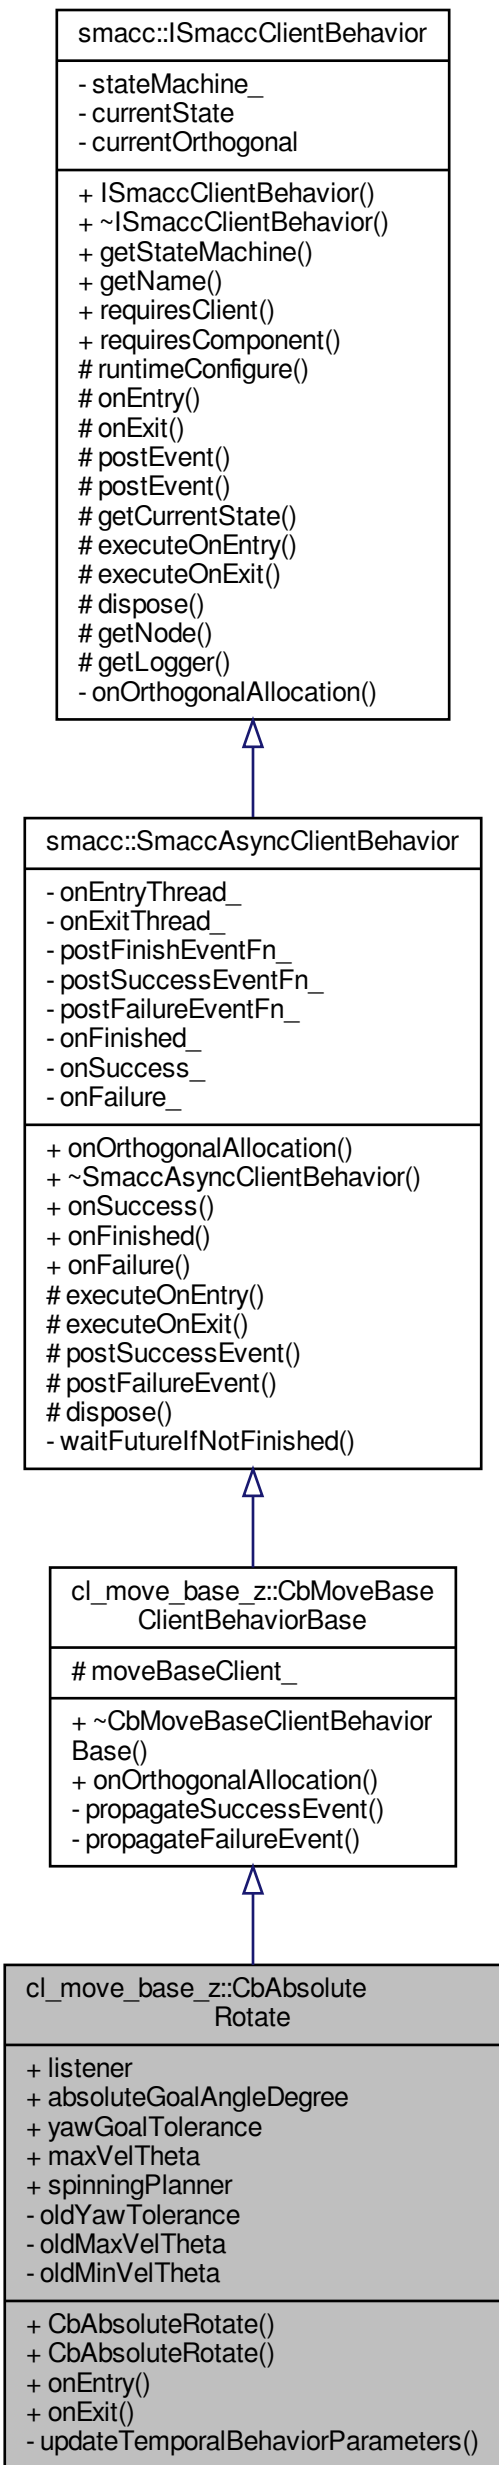 smacc::ISmaccClientBehavior
- stateMachine_
- currentState
- currentOrthogonal
+ ISmaccClientBehavior()
+ ~ISmaccClientBehavior()
+ getStateMachine()
+ getName()
+ requiresClient()
+ requiresComponent()
# runtimeConfigure()
# onEntry()
# onExit()
# postEvent()
# postEvent()
# getCurrentState()
# executeOnEntry()
# executeOnExit()
# dispose()
# getNode()
# getLogger()
- onOrthogonalAllocation()
smacc::SmaccAsyncClientBehavior
- onEntryThread_
- onExitThread_
- postFinishEventFn_
- postSuccessEventFn_
- postFailureEventFn_
- onFinished_
- onSuccess_
- onFailure_
+ onOrthogonalAllocation()
+ ~SmaccAsyncClientBehavior()
+ onSuccess()
+ onFinished()
+ onFailure()
# executeOnEntry()
# executeOnExit()
# postSuccessEvent()
# postFailureEvent()
# dispose()
- waitFutureIfNotFinished()
cl_move_base_z::CbMoveBase
ClientBehaviorBase
# moveBaseClient_
+ ~CbMoveBaseClientBehavior
Base()
+ onOrthogonalAllocation()
- propagateSuccessEvent()
- propagateFailureEvent()
cl_move_base_z::CbAbsolute
Rotate
+ listener
+ absoluteGoalAngleDegree
+ yawGoalTolerance
+ maxVelTheta
+ spinningPlanner
- oldYawTolerance
- oldMaxVelTheta
- oldMinVelTheta
+ CbAbsoluteRotate()
+ CbAbsoluteRotate()
+ onEntry()
+ onExit()
- updateTemporalBehaviorParameters()